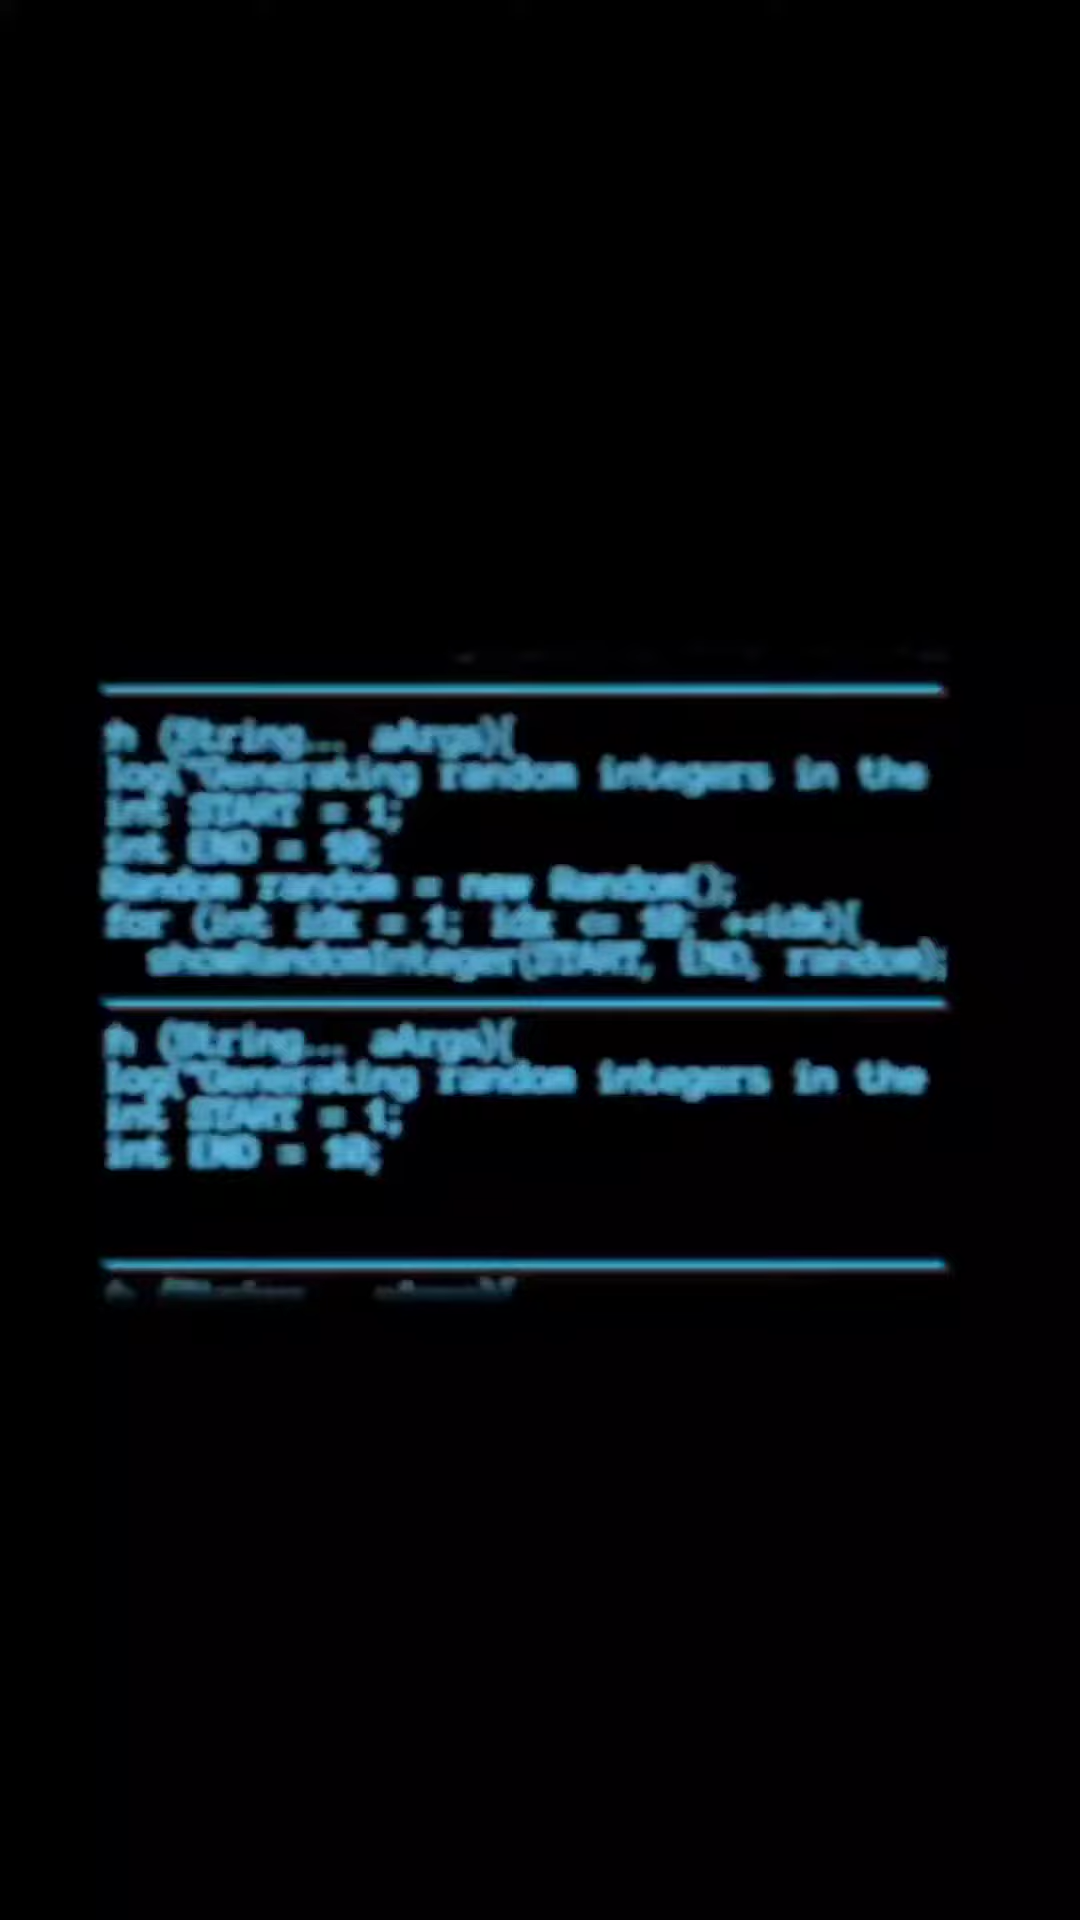 (String... aArgs){
log("Generating random integers in the
int START = 1;
int END = 10;
Random random = new Random();
for (int idx = 1; idx <= 10; ++idx){
showRandomInteger(START, END, random);
(String... aArgs){
log("Generating random integers in the
int START = 1;
int END = 10;